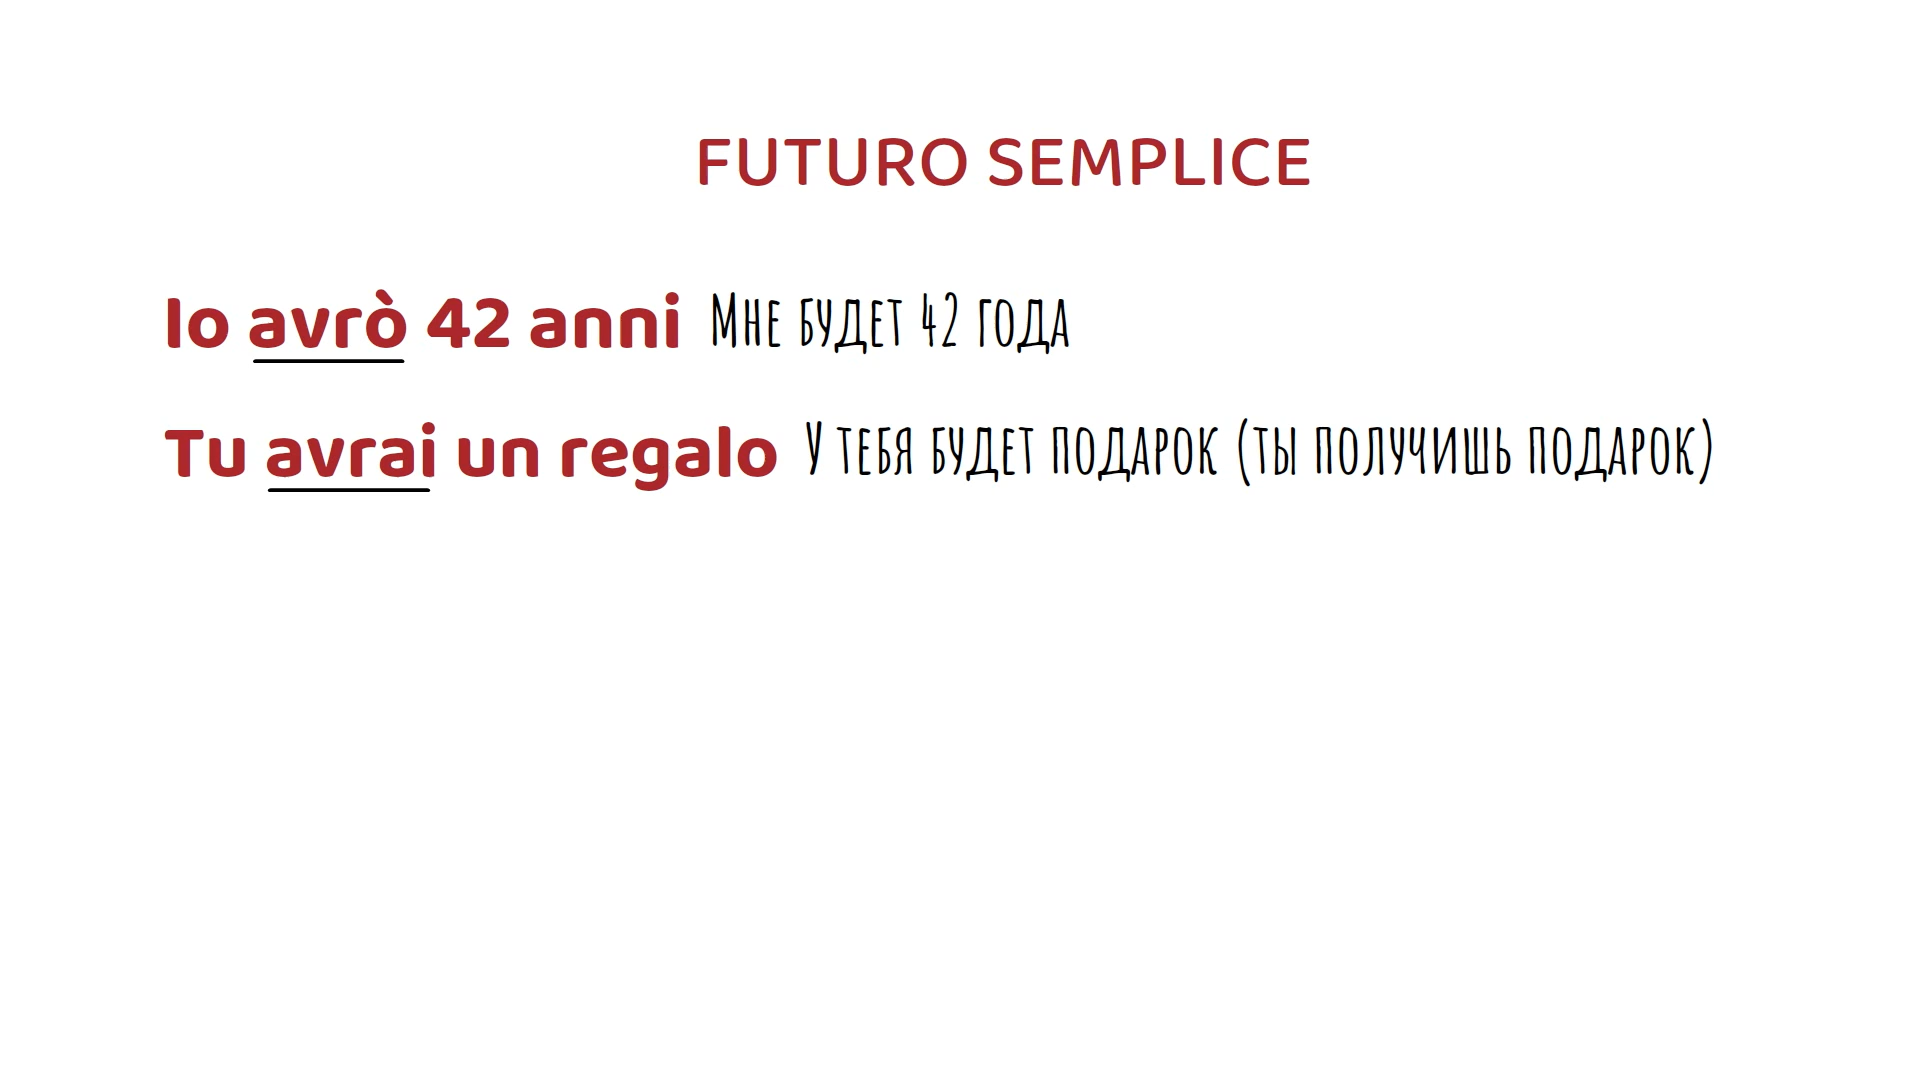 FUTURO SEMPLICE
Io avrò 42 anni Мне будет 42 года
Tu avrai un regalo У тебя будет подарок (ты получишь подарок)